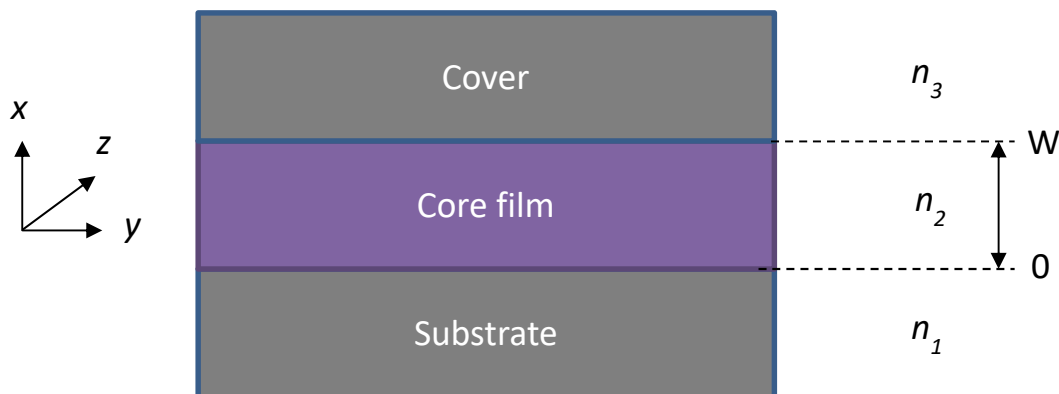 Cover
n₃
x
W
z
Core film
n₂
y
0
Substrate
n₁